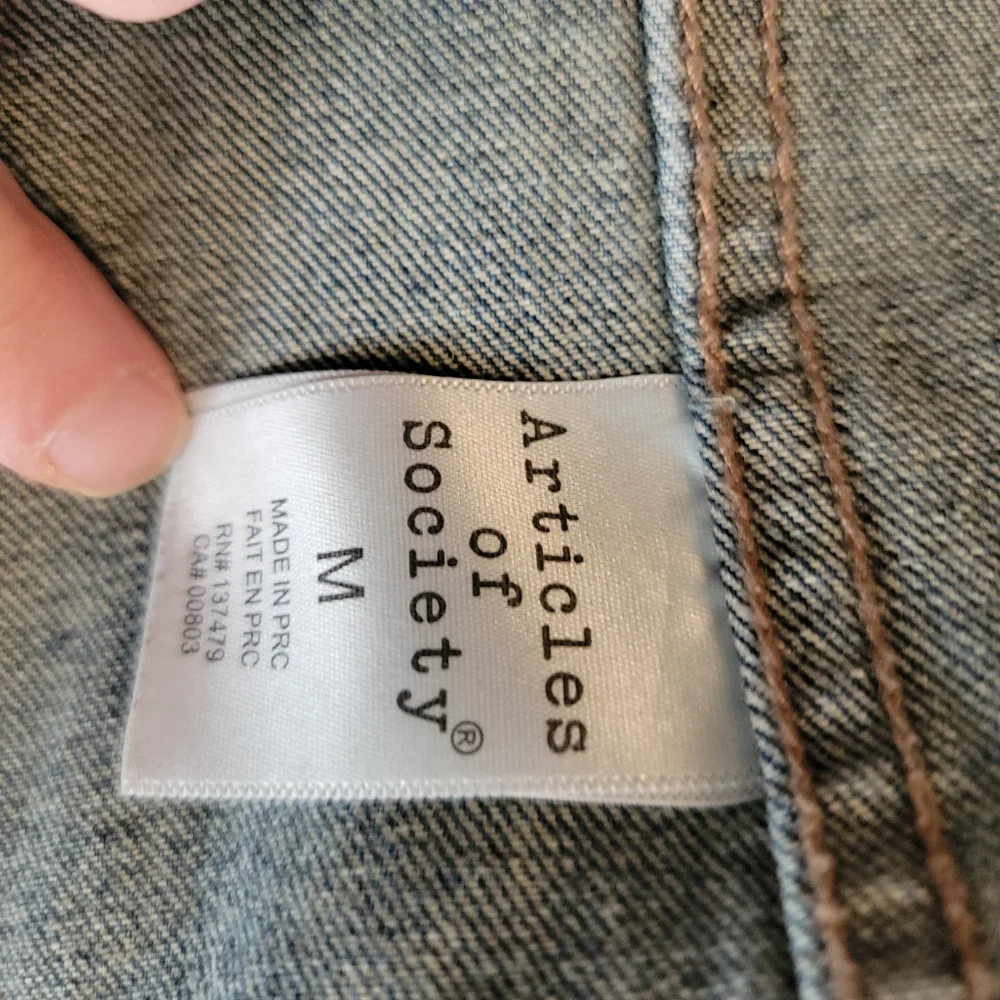 Articles
of
Society®
M
MADE IN PRC
FAIT EN PRC
RN# 137479
CA# 00803